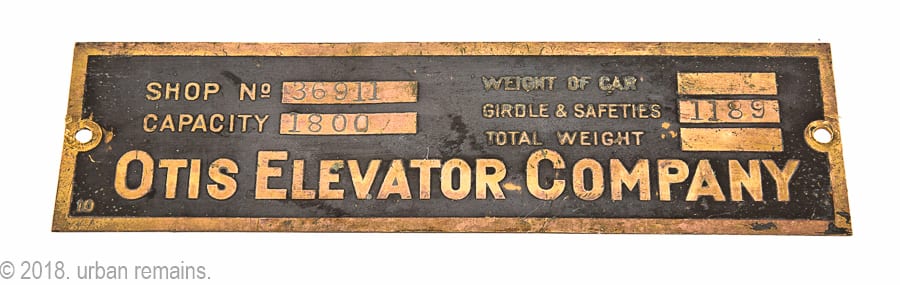 SHOP Nº 36911
CAPACITY 1800
WEIGHT OF CAR
GIRDLE & SAFETIES 1189
TOTAL WEIGHT
OTIS ELEVATOR COMPANY
10
© 2018. urban remains.